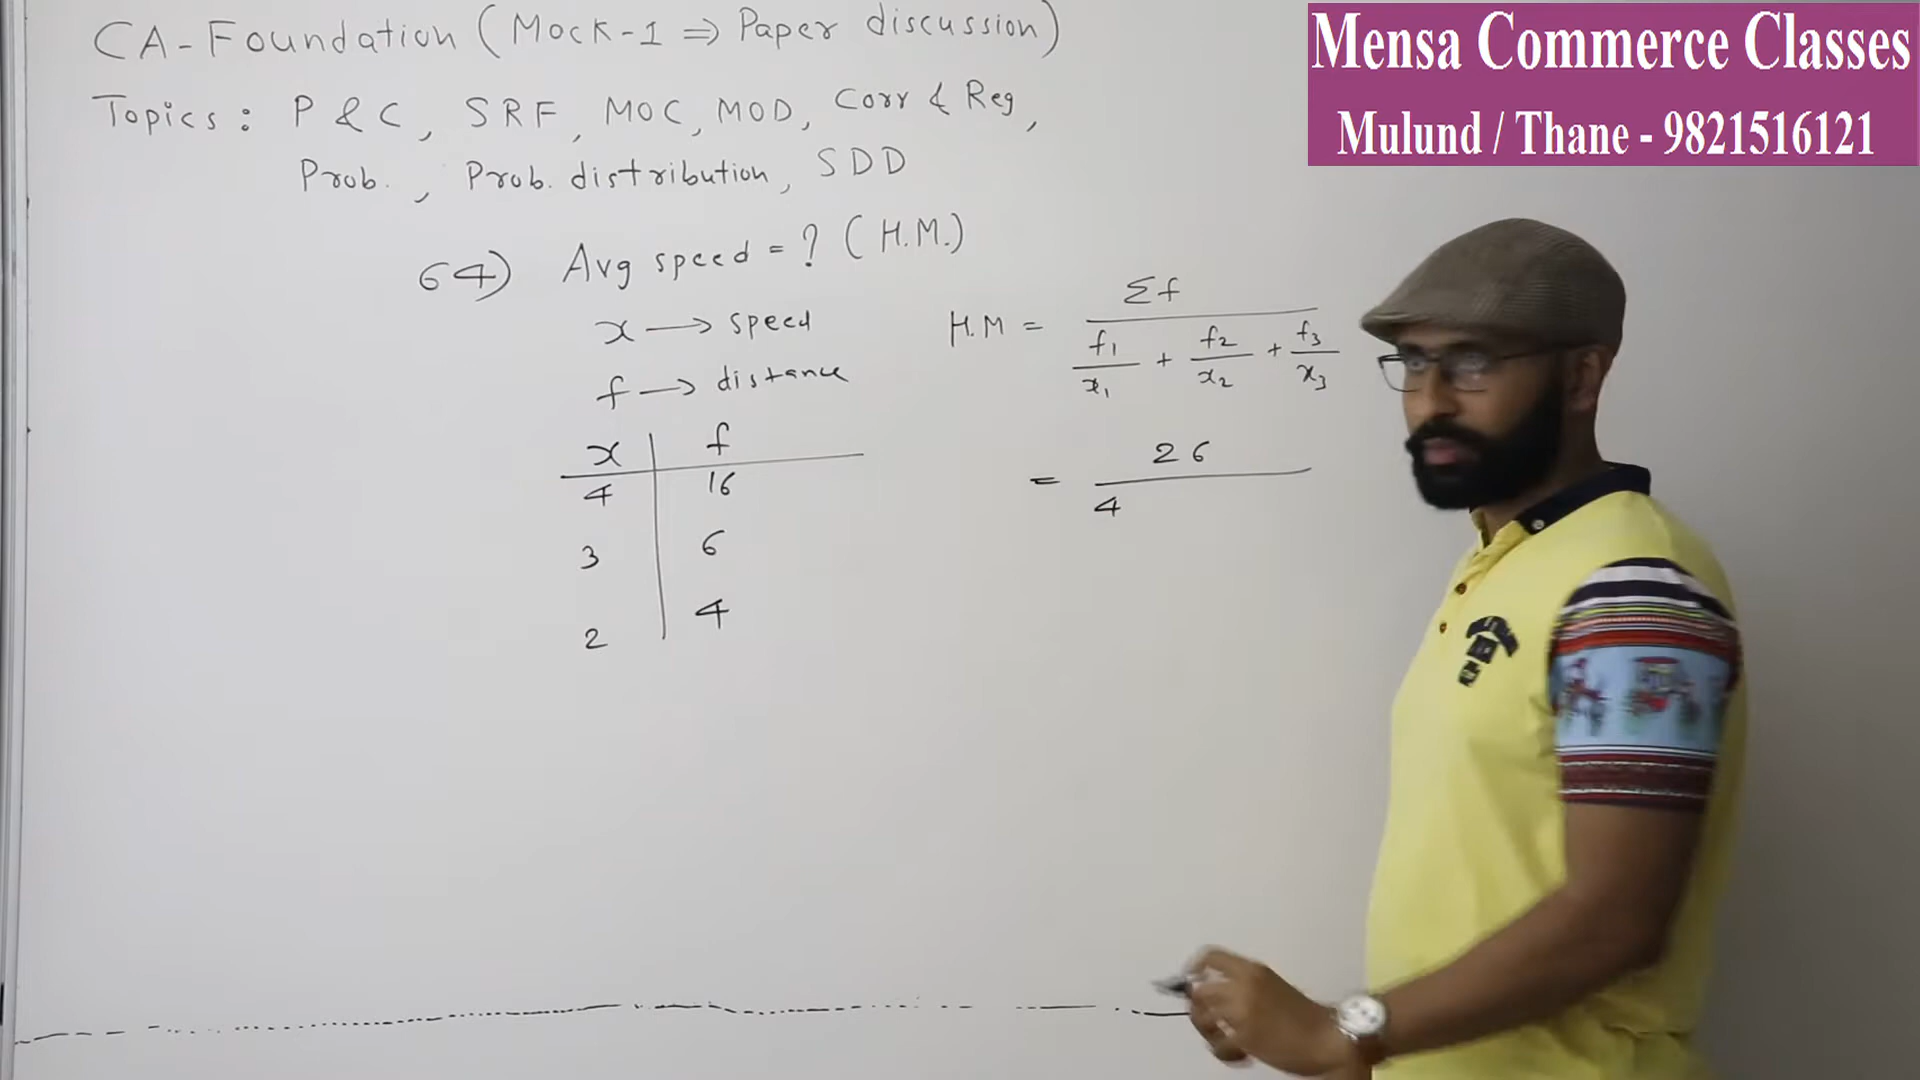 CA-Foundation (Mock-1 ⇒ Paper discussion)
Topics : P & C, SRF, MOC, MOD, Corr & Reg,
Prob., Prob. distribution, SDD
64) Avg speed = ? (H.M.)
x → speed
f → distance
x | f
4 | 16
3 | 6
2 | 4
H.M = Σf / (f1/x1 + f2/x2 + f3/x3)
= 26 / 4
Mensa Commerce Classes
Mulund / Thane - 9821516121